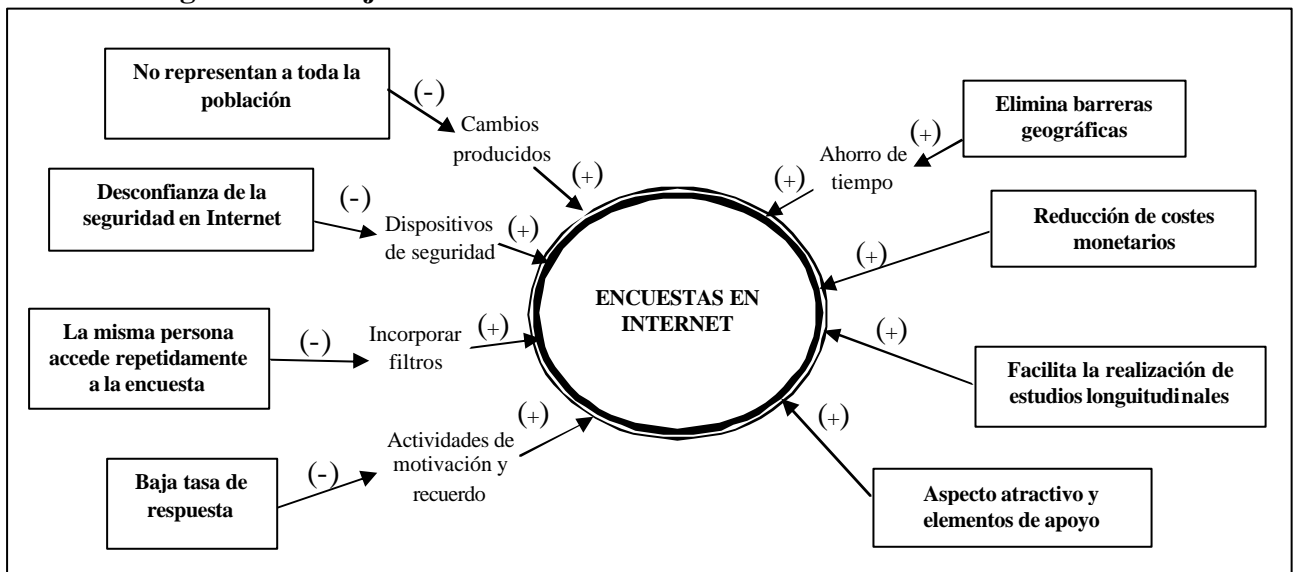 No representan a toda la
población
(-)
Cambios
producidos
(+)
Desconfianza de la
seguridad en Internet
(-)
Dispositivos
de seguridad
(+)
La misma persona
accede repetidamente
a la encuesta
(-)
Incorporar
filtros
(+)
Baja tasa de
respuesta
(-)
Actividades de
motivación y
recuerdo
(+)
ENCUESTAS EN
INTERNET
Elimina barreras
geográficas
(+)
Ahorro de
tiempo
(+)
Reducción de costes
monetarios
(+)
Facilita la realización de
estudios longuitudinales
(+)
Aspecto atractivo y
elementos de apoyo
(+)